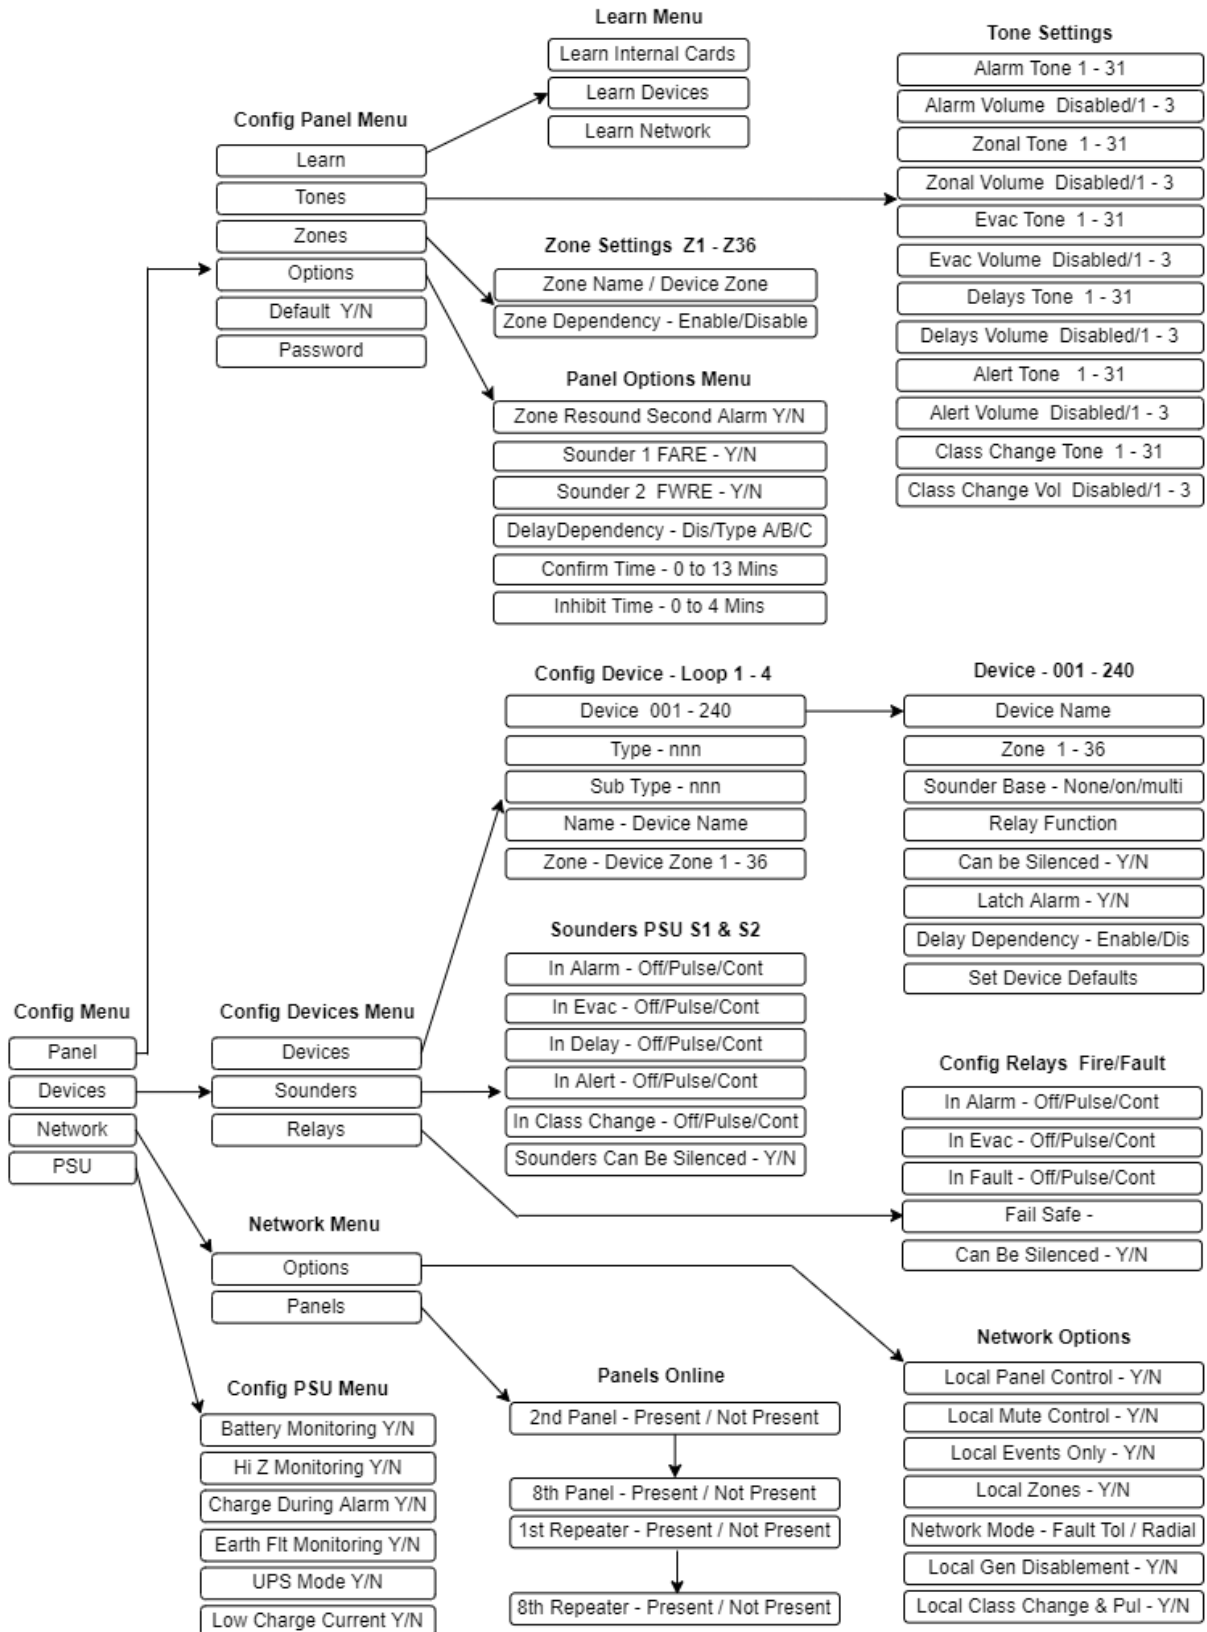 Learn Menu
Learn Internal Cards
Learn Devices
Learn Network
Tone Settings
Alarm Tone 1 - 31
Alarm Volume Disabled/1 - 3
Zonal Tone 1 - 31
Zonal Volume Disabled/1 - 3
Evac Tone 1 - 31
Evac Volume Disabled/1 - 3
Delays Tone 1 - 31
Delays Volume Disabled/1 - 3
Alert Tone 1 - 31
Alert Volume Disabled/1 - 3
Class Change Tone 1 - 31
Class Change Vol Disabled/1 - 3
Config Panel Menu
Learn
Tones
Zones
Options
Default Y/N
Password
Zone Settings Z1 - Z36
Zone Name / Device Zone
Zone Dependency - Enable/Disable
Panel Options Menu
Zone Resound Second Alarm Y/N
Sounder 1 FARE - Y/N
Sounder 2 FWRE - Y/N
DelayDependency - Dis/Type A/B/C
Confirm Time - 0 to 13 Mins
Inhibit Time - 0 to 4 Mins
Config Device - Loop 1 - 4
Device 001 - 240
Type - nnn
Sub Type - nnn
Name - Device Name
Zone - Device Zone 1 - 36
Device - 001 - 240
Device Name
Zone 1 - 36
Sounder Base - None/on/multi
Relay Function
Can be Silenced - Y/N
Latch Alarm - Y/N
Delay Dependency - Enable/Dis
Set Device Defaults
Sounders PSU S1 & S2
In Alarm - Off/Pulse/Cont
In Evac - Off/Pulse/Cont
In Delay - Off/Pulse/Cont
In Alert - Off/Pulse/Cont
In Class Change - Off/Pulse/Cont
Sounders Can Be Silenced - Y/N
Config Menu
Panel
Devices
Network
PSU
Config Devices Menu
Devices
Sounders
Relays
Config Relays Fire/Fault
In Alarm - Off/Pulse/Cont
In Evac - Off/Pulse/Cont
In Fault - Off/Pulse/Cont
Fail Safe -
Can Be Silenced - Y/N
Network Menu
Options
Panels
Network Options
Local Panel Control - Y/N
Local Mute Control - Y/N
Local Events Only - Y/N
Local Zones - Y/N
Network Mode - Fault Tol / Radial
Local Gen Disablement - Y/N
Local Class Change & Pul - Y/N
Panels Online
2nd Panel - Present / Not Present
8th Panel - Present / Not Present
1st Repeater - Present / Not Present
8th Repeater - Present / Not Present
Config PSU Menu
Battery Monitoring Y/N
Hi Z Monitoring Y/N
Charge During Alarm Y/N
Earth Flt Monitoring Y/N
UPS Mode Y/N
Low Charge Current Y/N